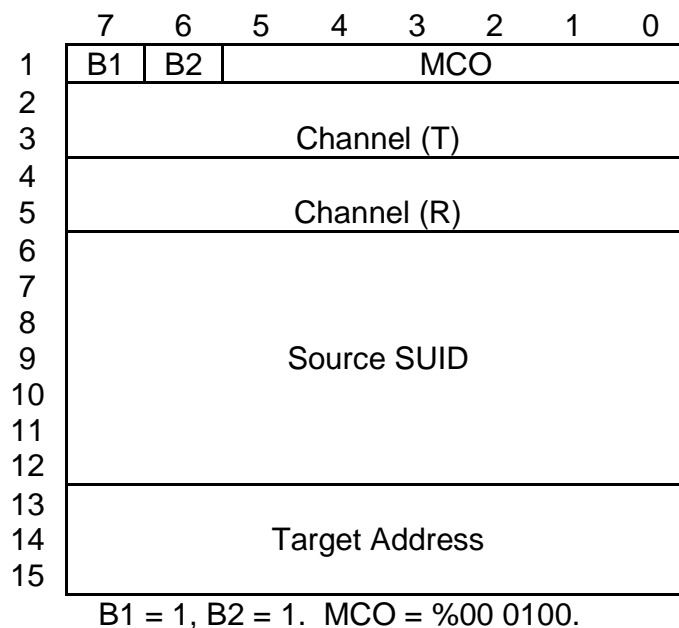 7 6 5 4 3 2 1 0
1 B1 B2 MCO
2
3 Channel (T)
4
5 Channel (R)
6
7
8
9 Source SUID
10
11
12
13
14 Target Address
15
B1 = 1, B2 = 1. MCO = %00 0100.